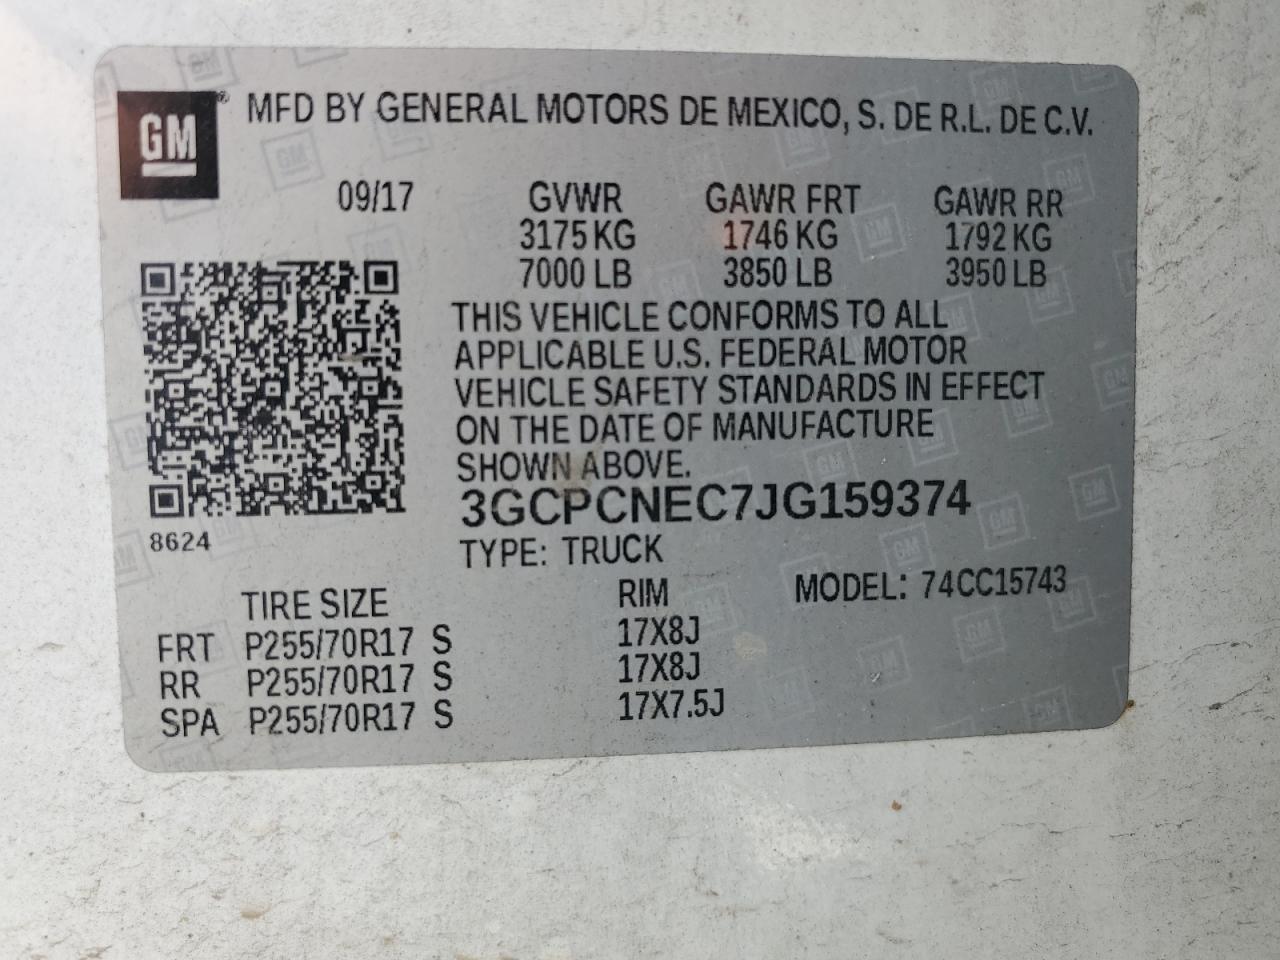 GM® MFD BY GENERAL MOTORS DE MEXICO, S. DE R.L. DE C.V.
09/17 GVWR GAWR FRT GAWR RR
3175 KG 1746 KG 1792 KG
7000 LB 3850 LB 3950 LB
THIS VEHICLE CONFORMS TO ALL
APPLICABLE U.S. FEDERAL MOTOR
VEHICLE SAFETY STANDARDS IN EFFECT
ON THE DATE OF MANUFACTURE
SHOWN ABOVE.
3GCPCNEC7JG159374
8624
TYPE: TRUCK
TIRE SIZE RIM MODEL: 74CC15743
FRT P255/70R17 S 17X8J
RR P255/70R17 S 17X8J
SPA P255/70R17 S 17X7.5J